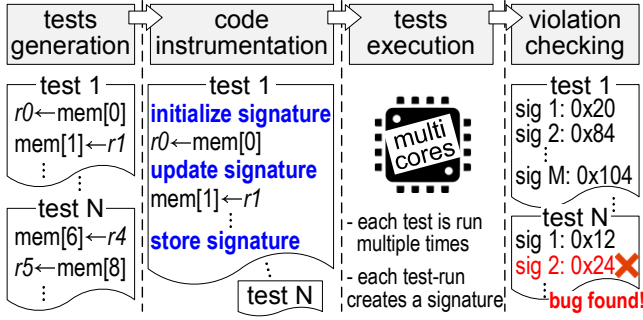 tests generation
code instrumentation
tests execution
violation checking
test 1
r0←mem[0]
mem[1]←r1
⋮
test N
mem[6]←r4
r5←mem[8]
⋮
test 1
initialize signature
r0←mem[0]
update signature
mem[1]←r1
⋮
store signature
⋮
test N
multi
cores
- each test is run
multiple times
- each test-run
creates a signature
test 1
sig 1: 0x20
sig 2: 0x84
⋮
sig M: 0x104
test N
sig 1: 0x12
sig 2: 0x24
⋮
bug found!